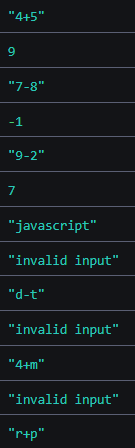 "4+5"
9
"7-8"
-1
"9-2"
7
"javascript"
"invalid input"
"d-t"
"invalid input"
"4+m"
"invalid input"
"r+p"